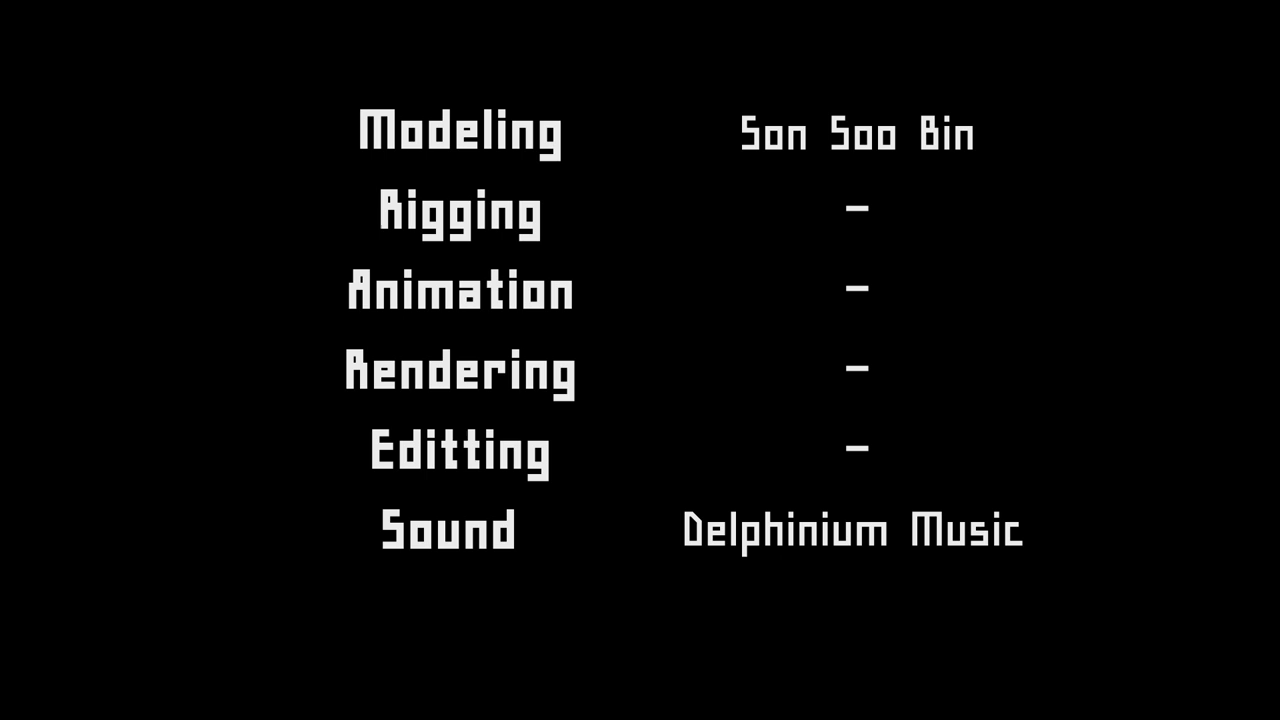 Modeling Son Soo Bin
Rigging -
Animation -
Rendering -
Editting -
Sound Delphinium Music